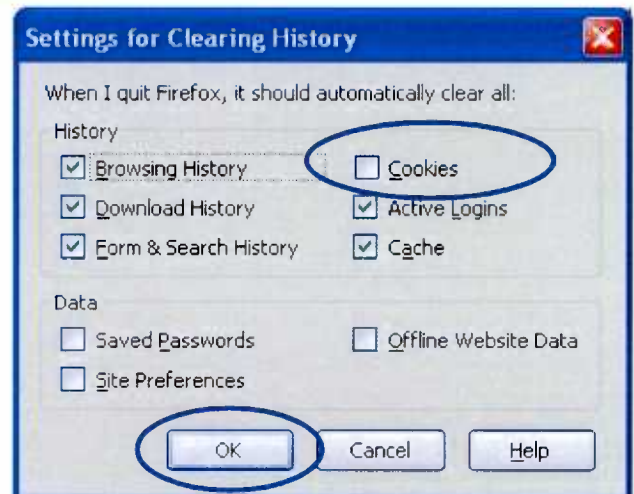 Settings for Clearing History
When I quit Firefox, it should automatically clear all:
History
Browsing History
Cookies
Download History
Active Logins
Form & Search History
Cache
Data
Saved Passwords
Offline Website Data
Site Preferences
OK
Cancel
Help